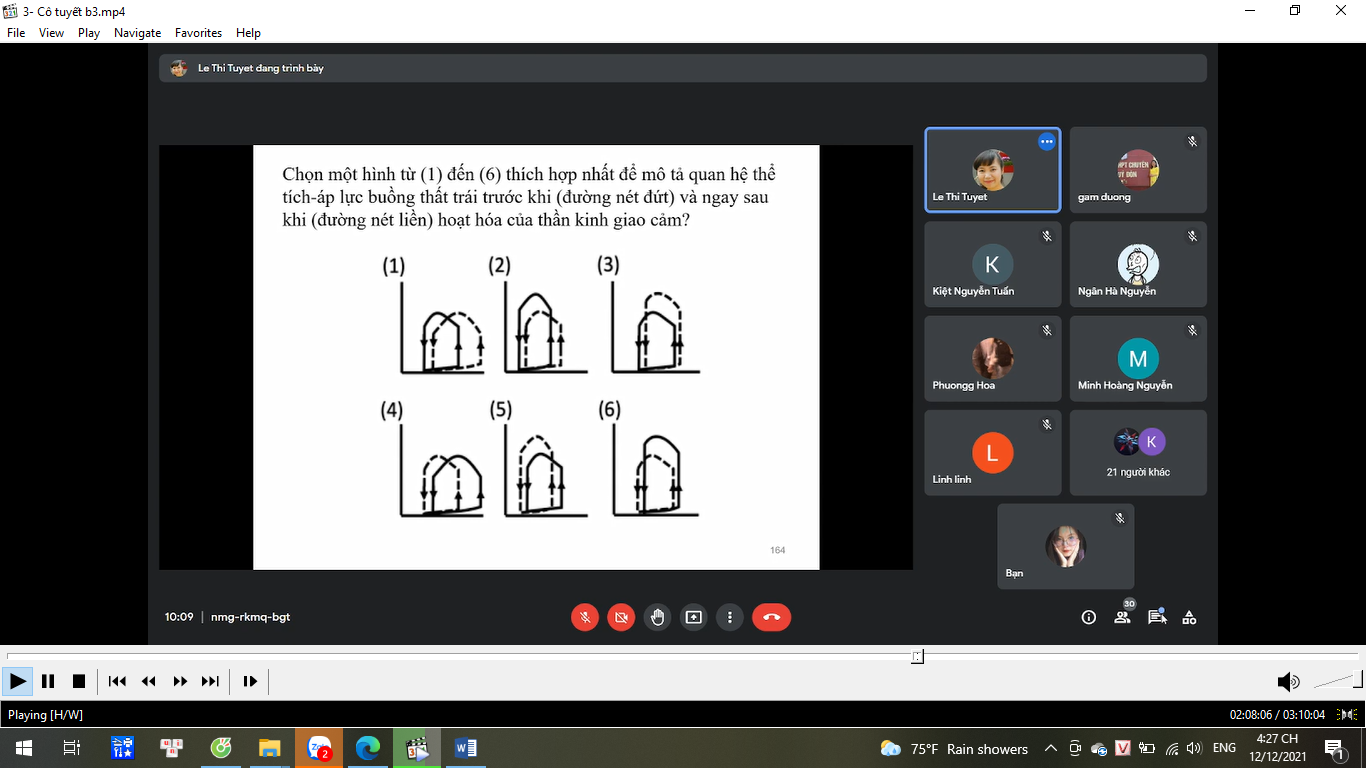 3- Cô tuyết b3.mp4
File View Play Navigate Favorites Help
Le Thi Tuyet đang trình bày
Chọn một hình từ (1) đến (6) thích hợp nhất để mô tả quan hệ thể
tích-áp lực buồng thất trái trước khi (đường nét đứt) và ngay sau
khi (đường nét liền) hoạt hóa của thần kinh giao cảm?
(1) (2) (3)
(4) (5) (6)
164
Le Thi Tuyet
gam duong
K
Kiệt Nguyễn Tuấn
Ngân Hà Nguyễn
Phuongg Hoa
M
Minh Hoàng Nguyễn
L
Linh linh
K
21 người khác
Bạn
10:09 | nmg-rkmq-bgt
30
Playing [H/W]
02:08:06 / 03:10:04
2
75°F Rain showers
ENG
4:27 CH
12/12/2021
1